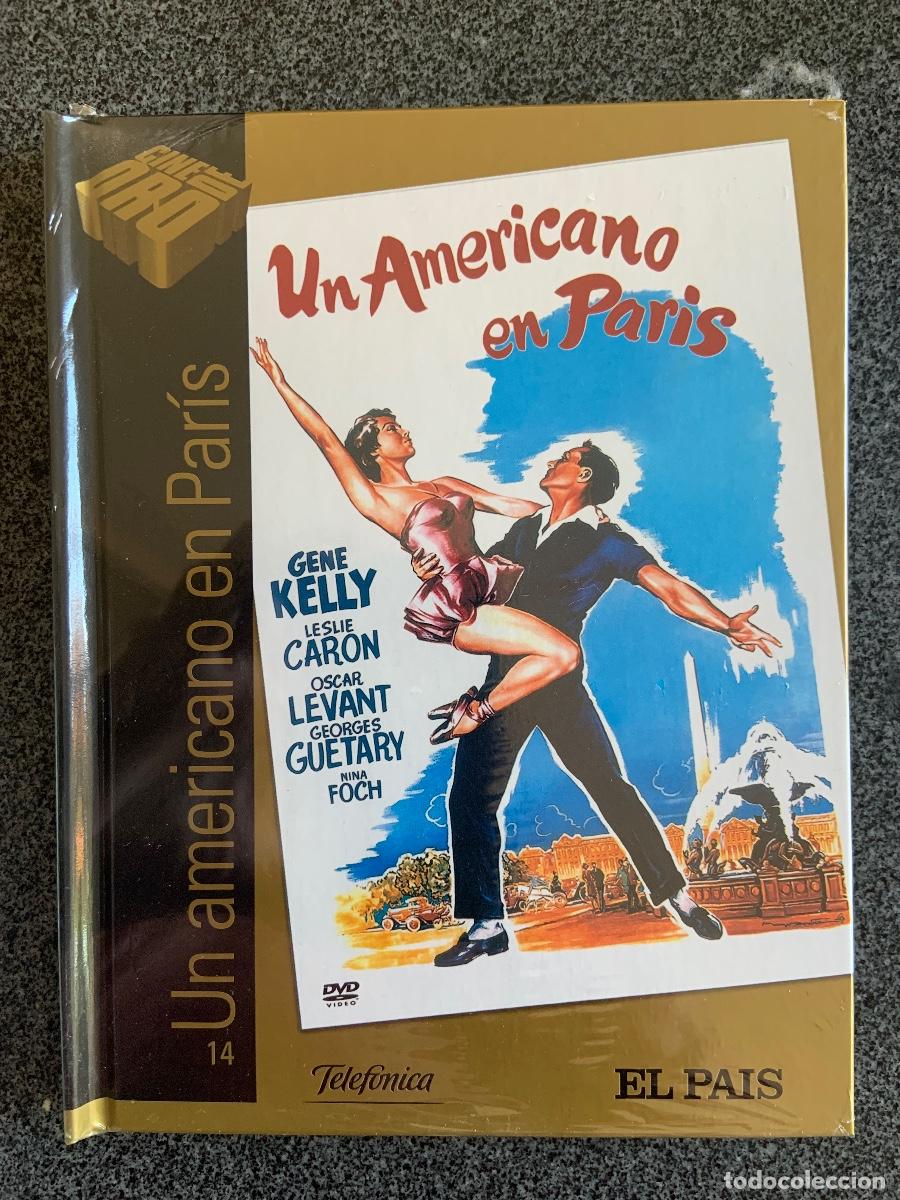 CINE DE
ORO
Un americano en París
14
Un Americano
en Paris
GENE
KELLY
LESLIE
CARON
OSCAR
LEVANT
GEORGES
GUETARY
NINA
FOCH
DVD
VIDEO
Telefónica
EL PAIS
todocoleccion